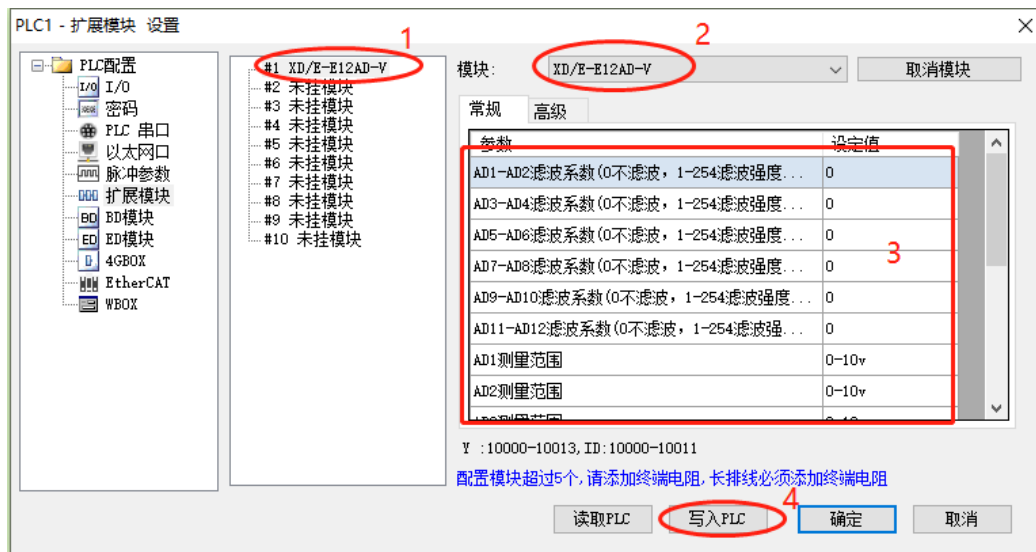 PLC1 - 扩展模块 设置
1
2
PLC配置
I/O
密码
PLC 串口
以太网口
脉冲参数
扩展模块
BD模块
ED模块
4GBOX
EtherCAT
WBOX
#1 XD/E-E12AD-V
#2 未挂模块
#3 未挂模块
#4 未挂模块
#5 未挂模块
#6 未挂模块
#7 未挂模块
#8 未挂模块
#9 未挂模块
#10 未挂模块
模块: XD/E-E12AD-V 取消模块
常规 高级
参数 设定值
AD1-AD2滤波系数(0不滤波，1-254滤波强度... 0
AD3-AD4滤波系数(0不滤波，1-254滤波强度... 0
AD5-AD6滤波系数(0不滤波，1-254滤波强度... 0
3
AD7-AD8滤波系数(0不滤波，1-254滤波强度... 0
AD9-AD10滤波系数(0不滤波，1-254滤波强度... 0
AD11-AD12滤波系数(0不滤波，1-254滤波强... 0
AD1测量范围 0-10v
AD2测量范围 0-10v
Y :10000-10013,ID:10000-10011
配置模块超过5个,请添加终端电阻,长排线必须添加终端电阻
4
读取PLC 写入PLC 确定 取消